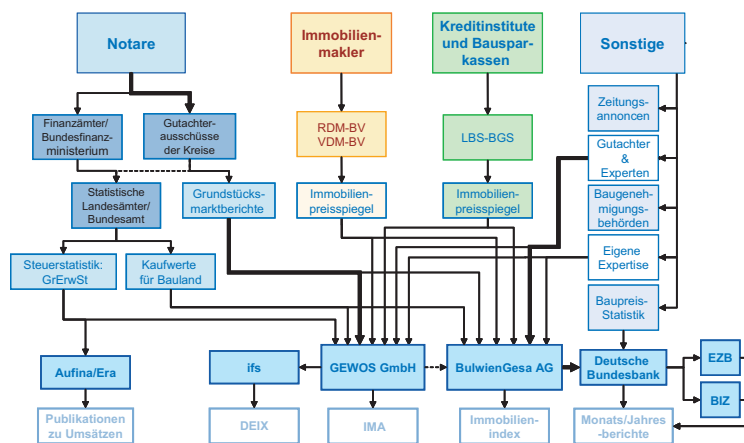 Notare
Immobilien-
makler
Kreditinstitute
und Bauspar-
kassen
Sonstige
Finanzämter/
Bundesfinanz-
ministerium
Gutachter-
ausschüsse
der Kreise
RDM-BV
VDM-BV
LBS-BGS
Zeitungs-
annoncen
Gutachter
&
Experten
Statistische
Landesämter/
Bundesamt
Grundstücks-
marktberichte
Immobilien-
preisspiegel
Immobilien-
preisspiegel
Baugeneh-
migungs-
behörden
Steuerstatistik:
GrErwSt
Kaufwerte
für Bauland
Eigene
Expertise
Baupreis-
Statistik
Aufina/Era
ifs
GEWOS GmbH
BulwienGesa AG
Deutsche
Bundesbank
EZB
BIZ
Publikationen
zu Umsätzen
DEIX
IMA
Immobilien-
index
Monats/Jahres
-berichte